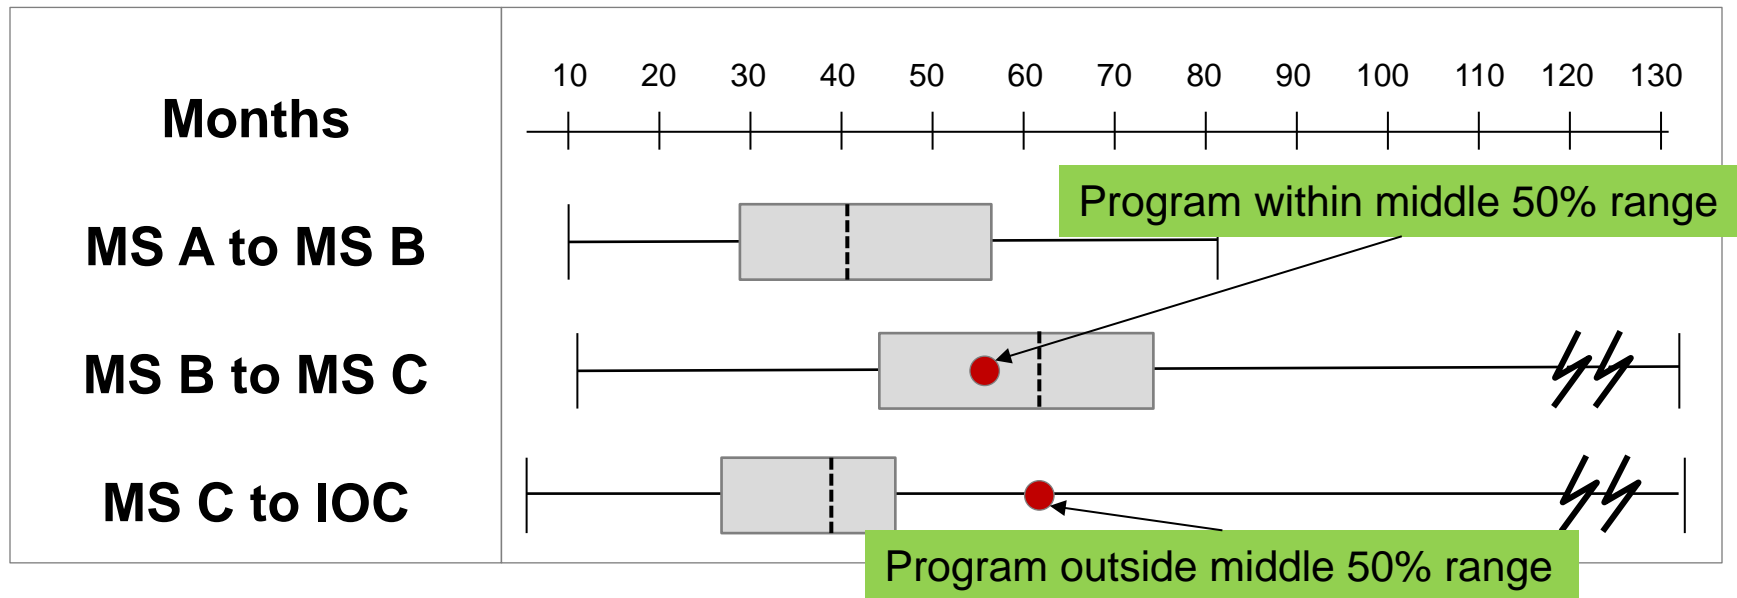 10 20 30 40 50 60 70 80 90 100 110 120 130
Months
Program within middle 50% range
MS A to MS B
MS B to MS C
MS C to IOC
Program outside middle 50% range